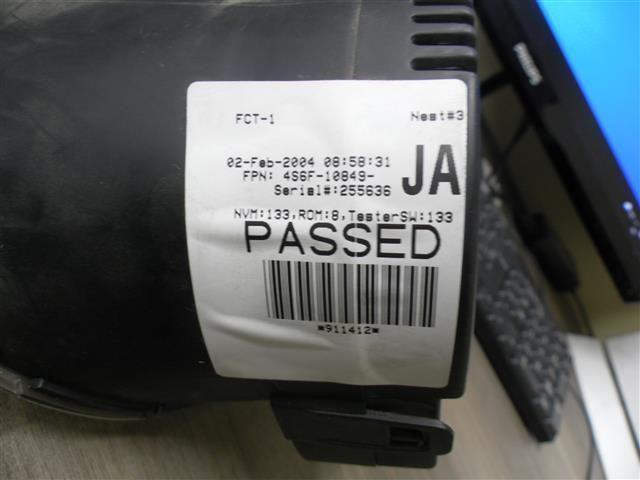 FCT-1 Nest#3
02-Feb-2004 08:58:31
FPN: 4S6F-10849-
Serial#:255636
JA
NVM:133,ROM:8,TesterSW:133
PASSED
*911412*
PHILIPS